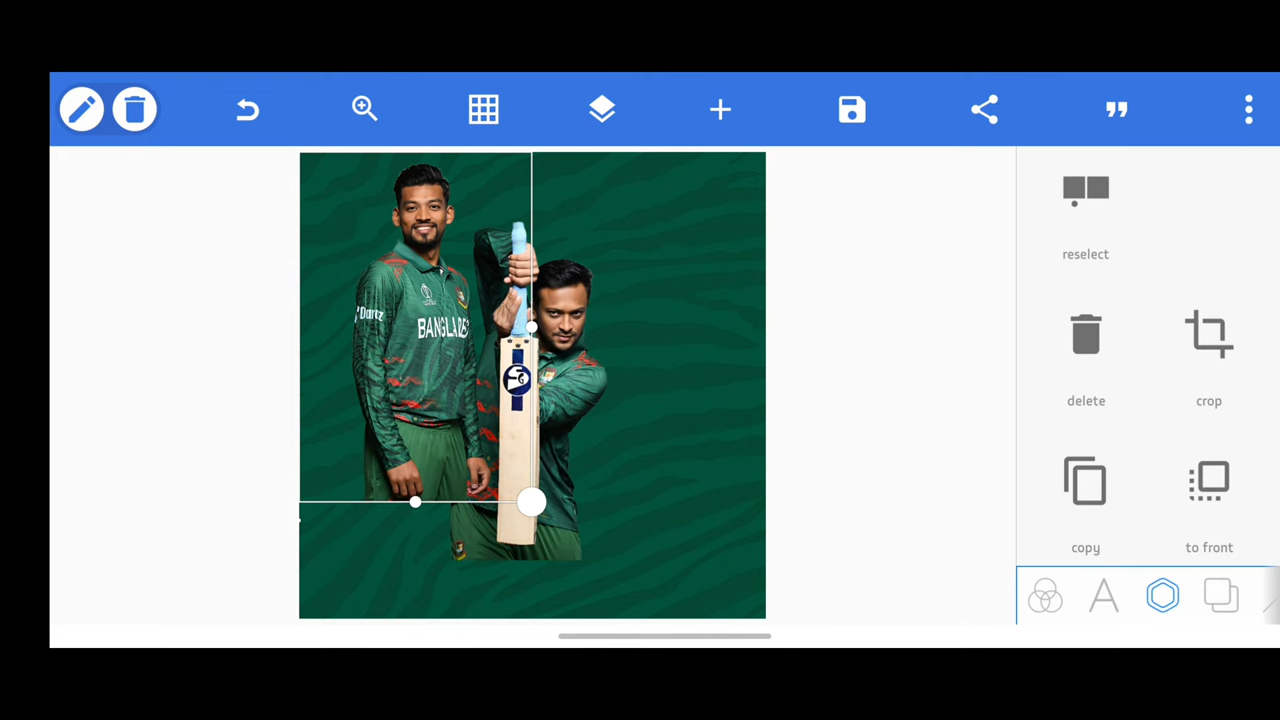 reselect
Dartz
BANGLADES
delete
crop
copy
to front